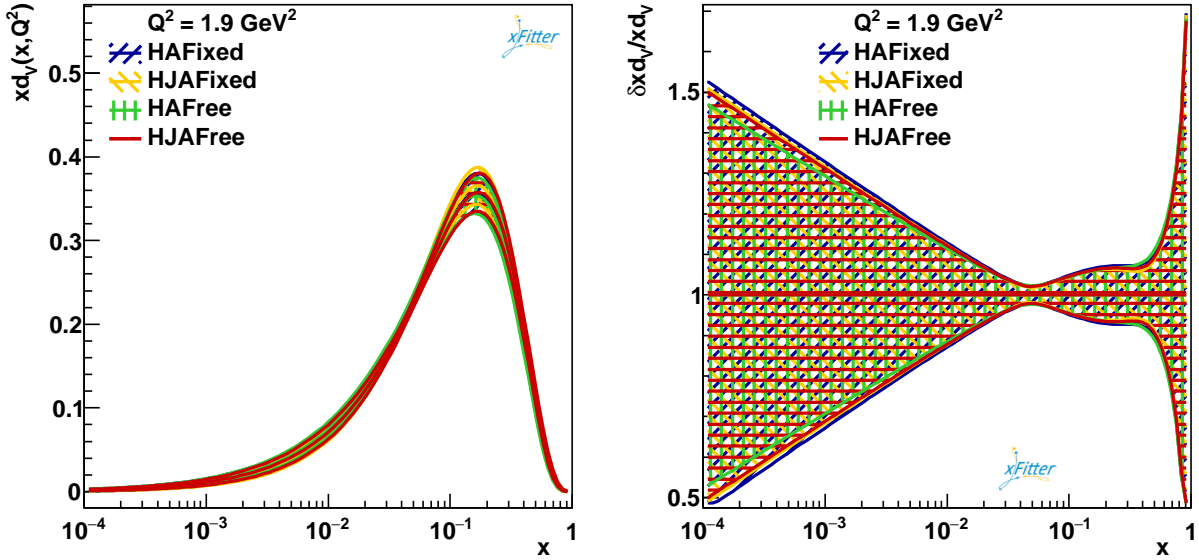 xd_V(x,Q²)
Q² = 1.9 GeV²
HAFixed
HJAFixed
HAFree
HJAFree
xFitter
0.5
0.4
0.3
0.2
0.1
0
10⁻⁴ 10⁻³ 10⁻² 10⁻¹ 1
x
δxd_V/xd_V
Q² = 1.9 GeV²
HAFixed
HJAFixed
HAFree
HJAFree
xFitter
1.5
1
0.5
10⁻⁴ 10⁻³ 10⁻² 10⁻¹ 1
x